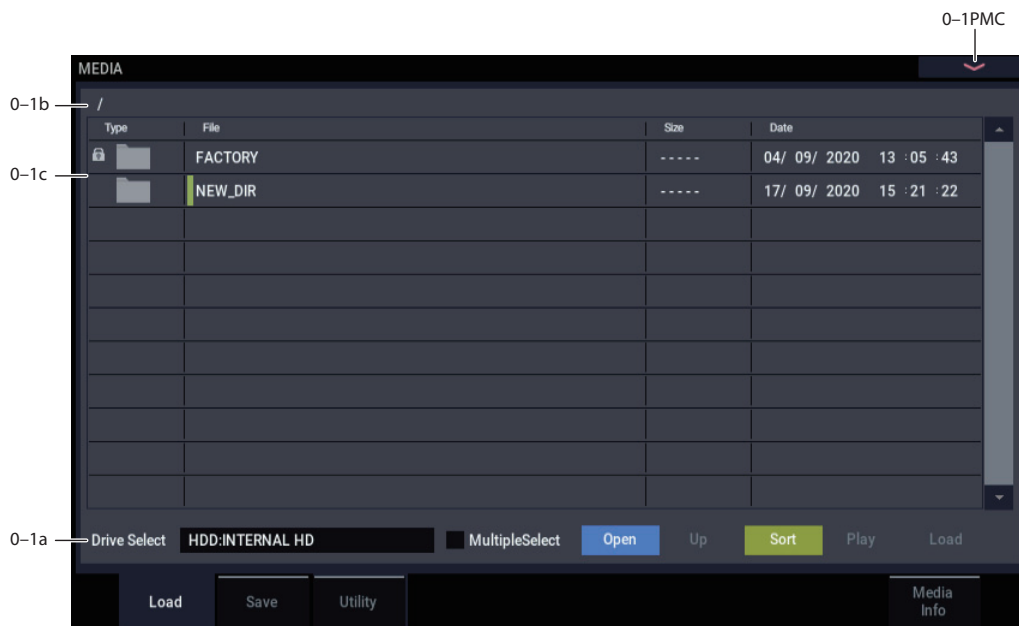 0–1PMC
MEDIA
0–1b
/
Type File Size Date
FACTORY ----- 04/ 09/ 2020 13 :05 :43
0–1c
NEW_DIR ----- 17/ 09/ 2020 15 :21 :22
0–1a
Drive Select HDD:INTERNAL HD MultipleSelect Open Up Sort Play Load
Load Save Utility Media
Info